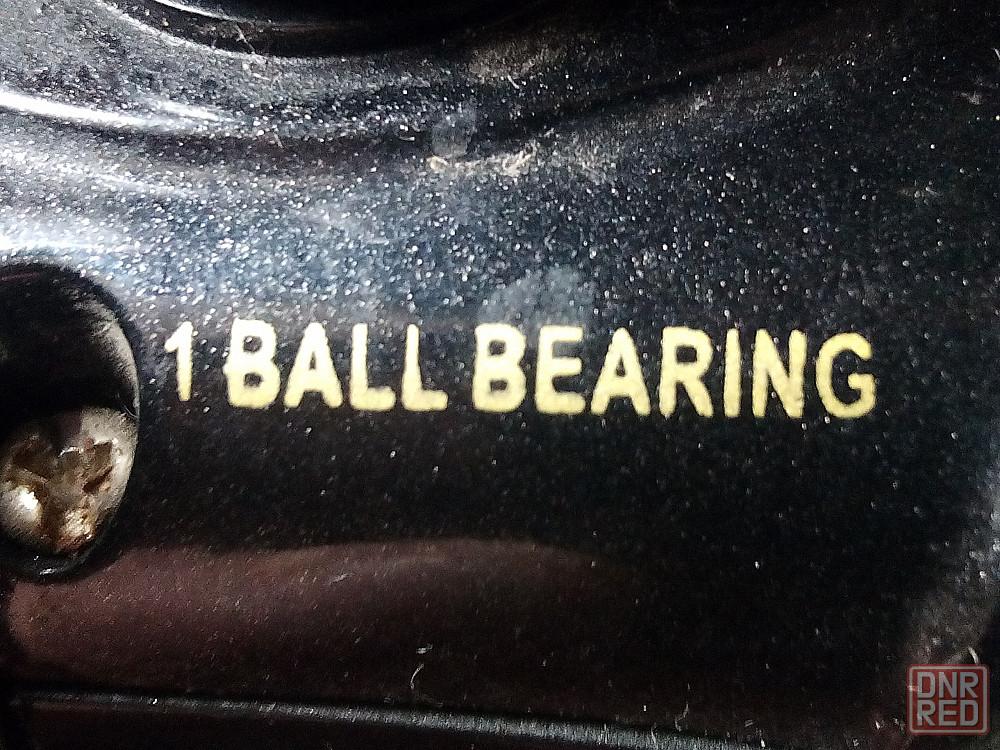 1 BALL BEARING
DNR
RED